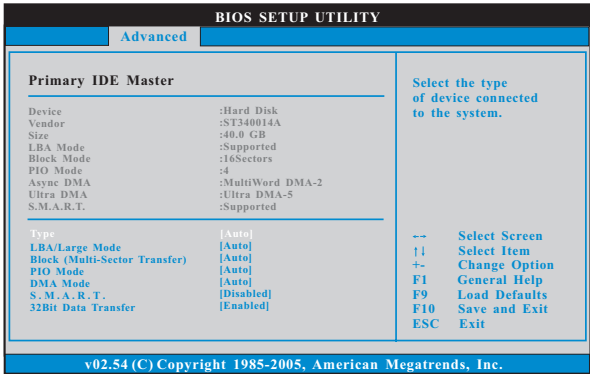 BIOS SETUP UTILITY
Advanced
Primary IDE Master
Device :Hard Disk
Vendor :ST340014A
Size :40.0 GB
LBA Mode :Supported
Block Mode :16Sectors
PIO Mode :4
Async DMA :MultiWord DMA-2
Ultra DMA :Ultra DMA-5
S.M.A.R.T. :Supported
Type [Auto]
LBA/Large Mode [Auto]
Block (Multi-Sector Transfer) [Auto]
PIO Mode [Auto]
DMA Mode [Auto]
S.M.A.R.T. [Disabled]
32Bit Data Transfer [Enabled]
Select the type
of device connected
to the system.
←→ Select Screen
↑↓ Select Item
+- Change Option
F1 General Help
F9 Load Defaults
F10 Save and Exit
ESC Exit
v02.54 (C) Copyright 1985-2005, American Megatrends, Inc.